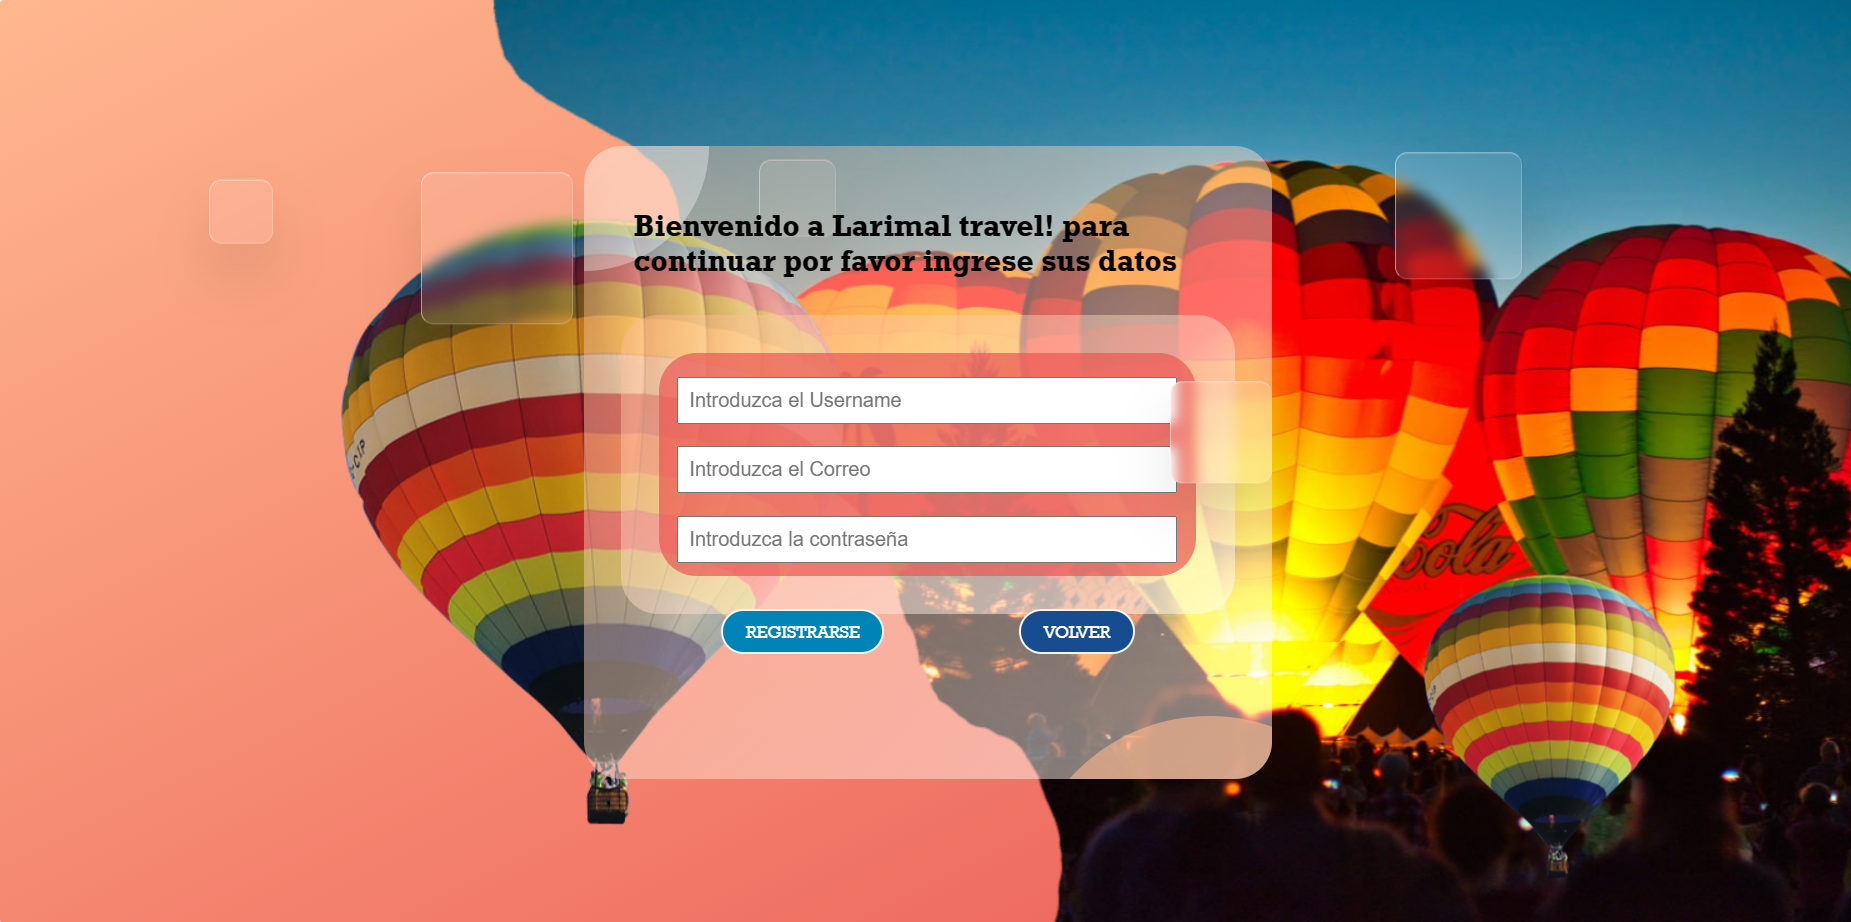 Bienvenido a Larimal travel! para
continuar por favor ingrese sus datos
Introduzca el Username
Introduzca el Correo
Introduzca la contraseña
REGISTRARSE
VOLVER
Cola